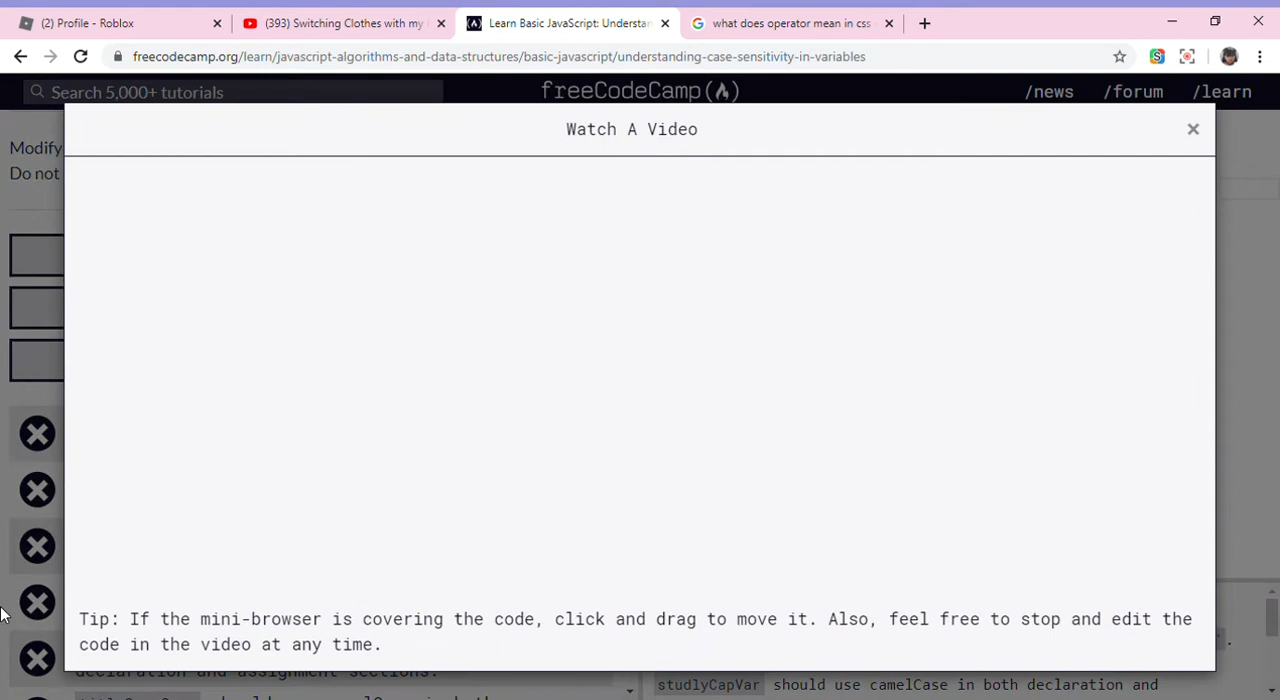 (2) Profile - Roblox
(393) Switching Clothes with my
Learn Basic JavaScript: Understan
what does operator mean in css
freecodecamp.org/learn/javascript-algorithms-and-data-structures/basic-javascript/understanding-case-sensitivity-in-variables
Search 5,000+ tutorials
freeCodeCamp
/news
/forum
/learn
Watch A Video
Modify
Do not
Tip: If the mini-browser is covering the code, click and drag to move it. Also, feel free to stop and edit the
code in the video at any time.
declaration and assignment sections.
studlyCapVar should use camelCase in both declaration and